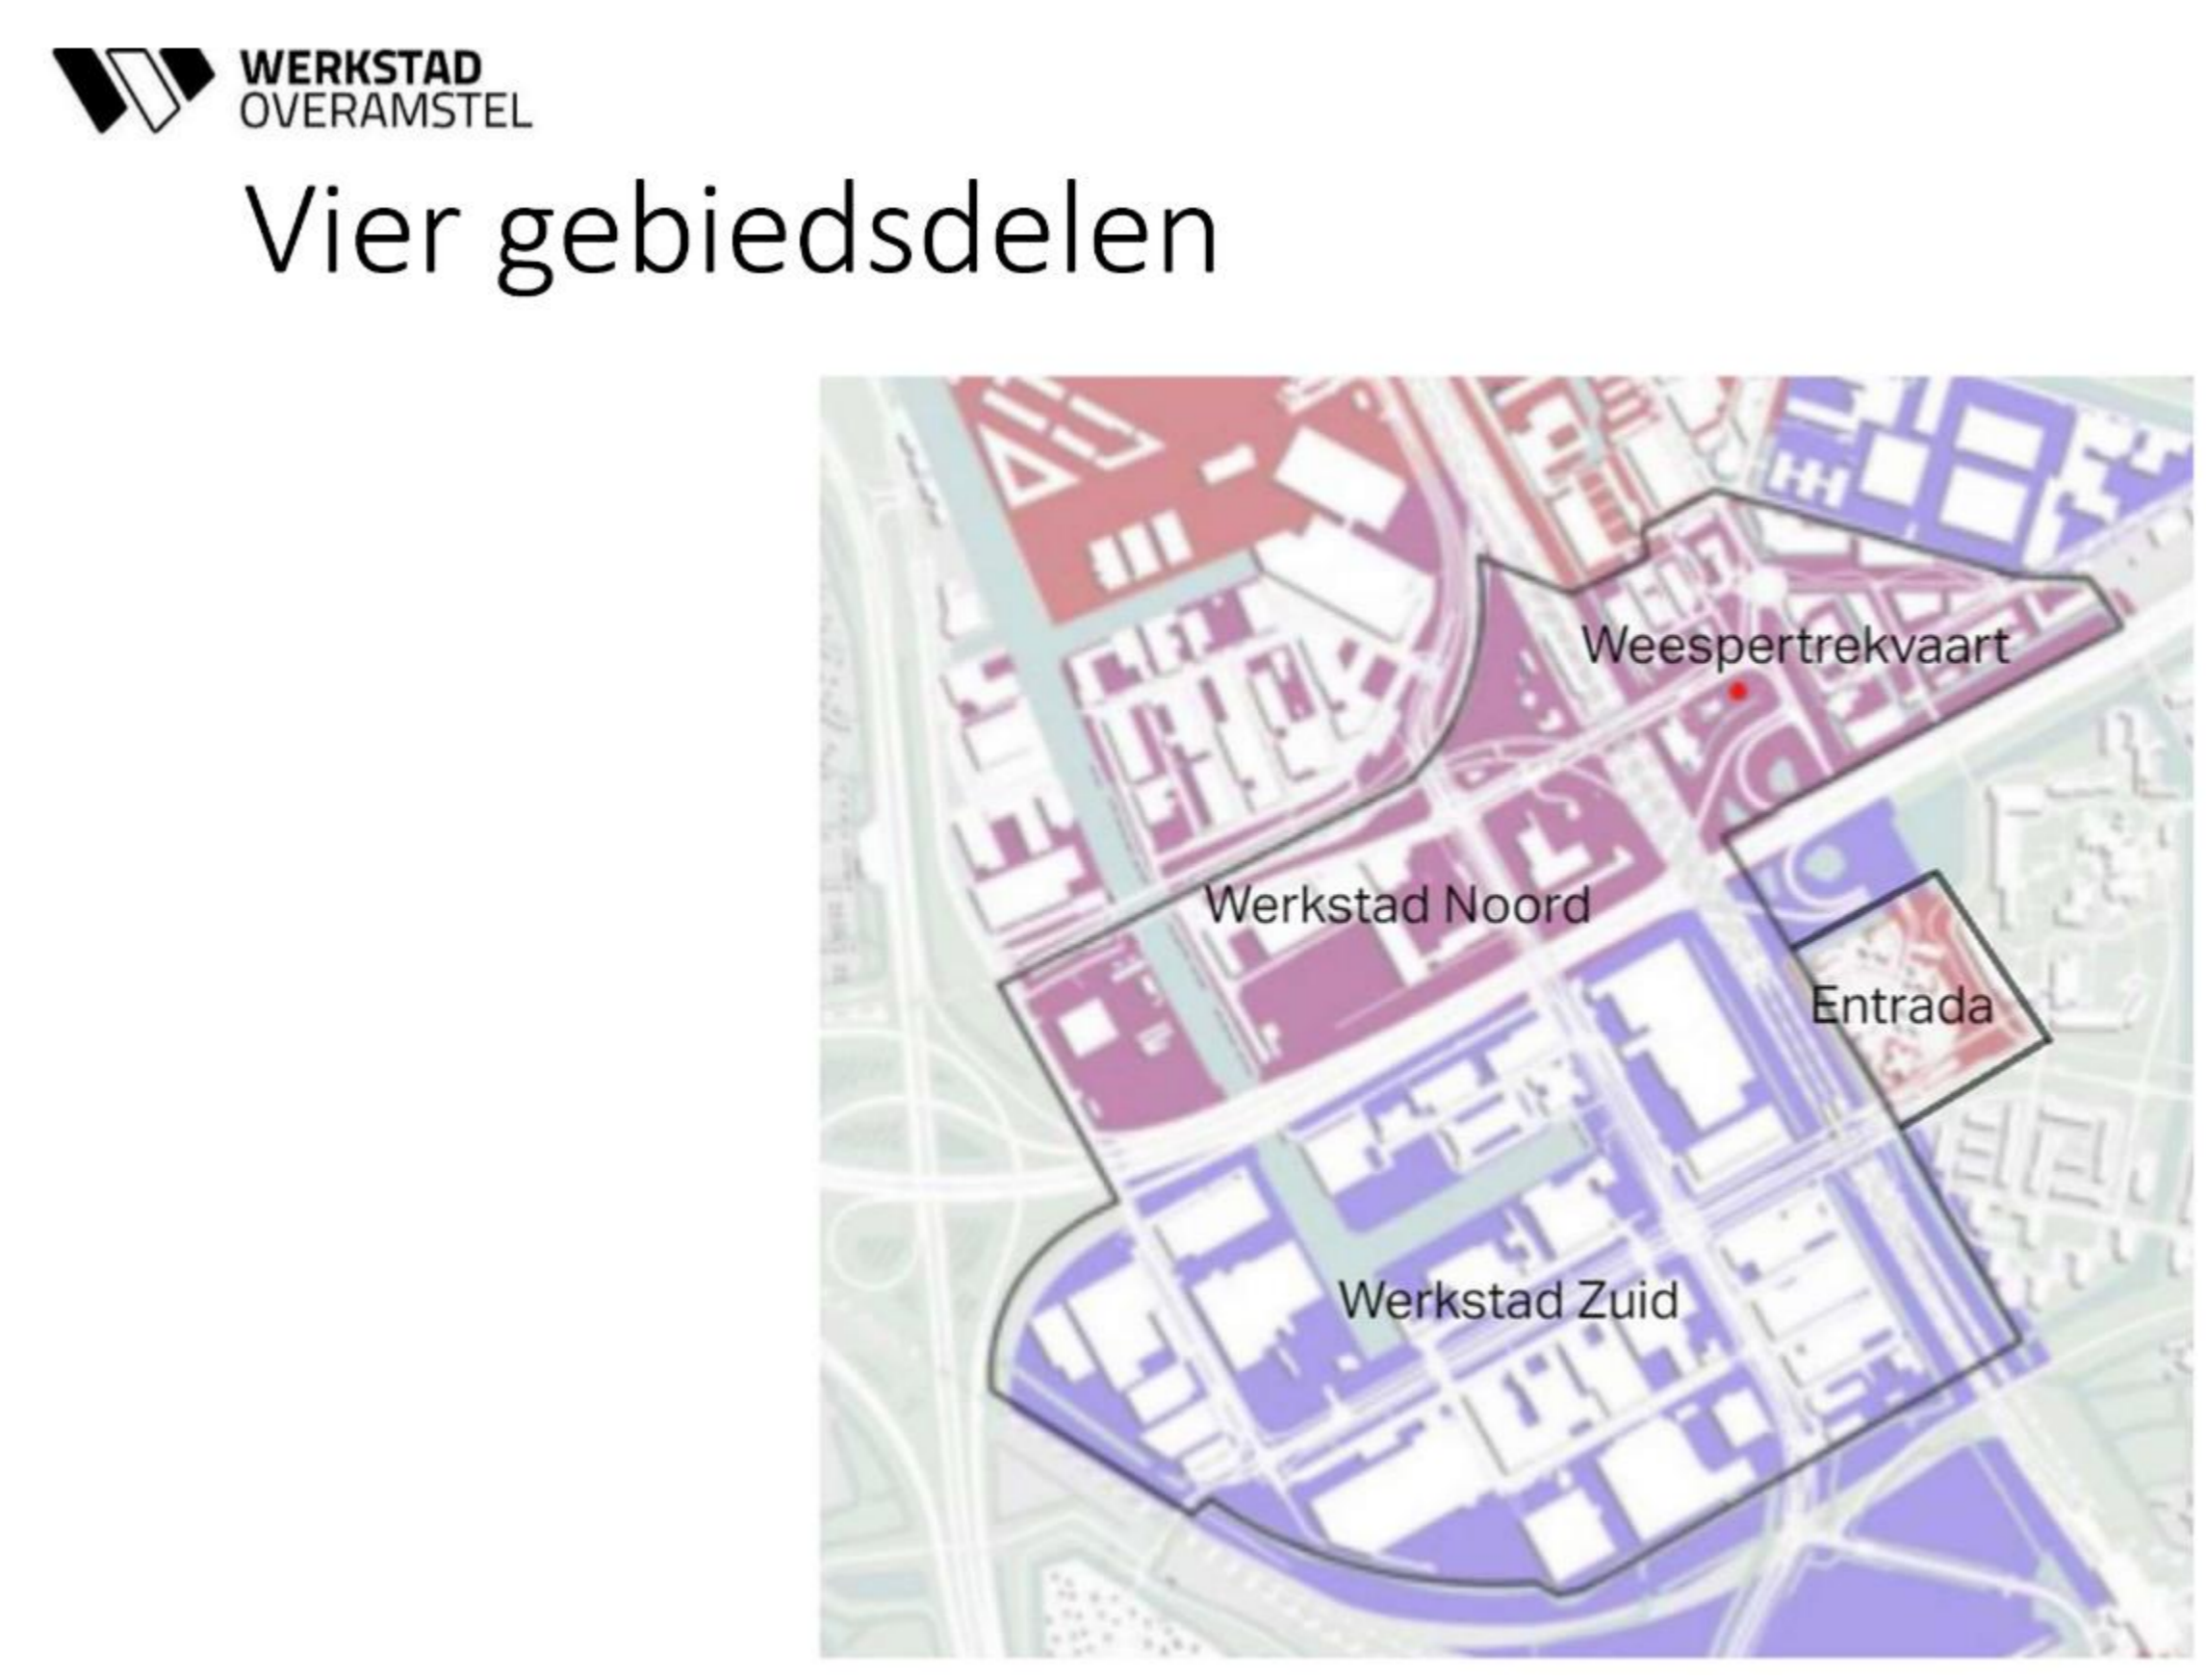 WERKSTAD
OVERAMSTEL
Vier gebiedsdelen
Weespertrekvaart
Werkstad Noord
Entrada
Werkstad Zuid